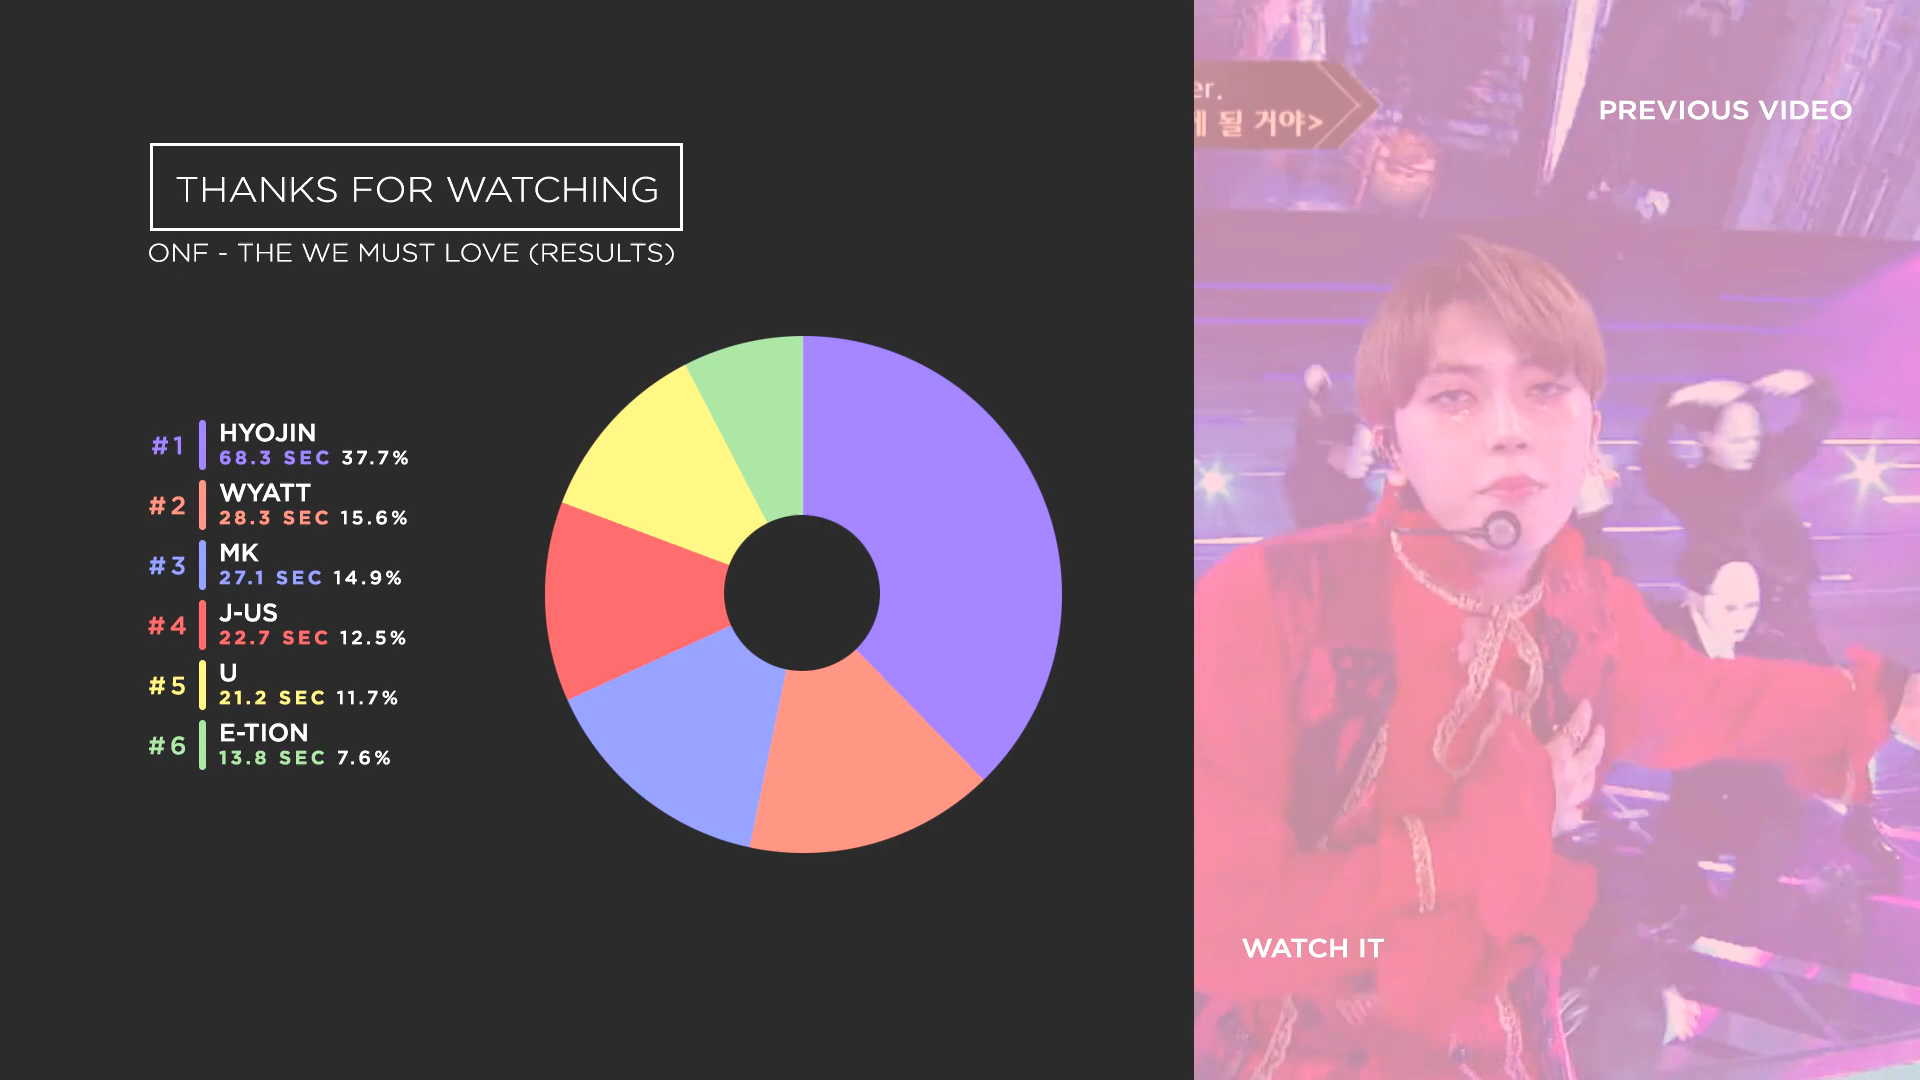 THANKS FOR WATCHING
ONF - THE WE MUST LOVE (RESULTS)
#1
HYOJIN
68.3 SEC 37.7%
#2
WYATT
28.3 SEC 15.6%
#3
MK
27.1 SEC 14.9%
#4
J-US
22.7 SEC 12.5%
#5
U
21.2 SEC 11.7%
#6
E-TION
13.8 SEC 7.6%
er.
될 거야>
PREVIOUS VIDEO
WATCH IT